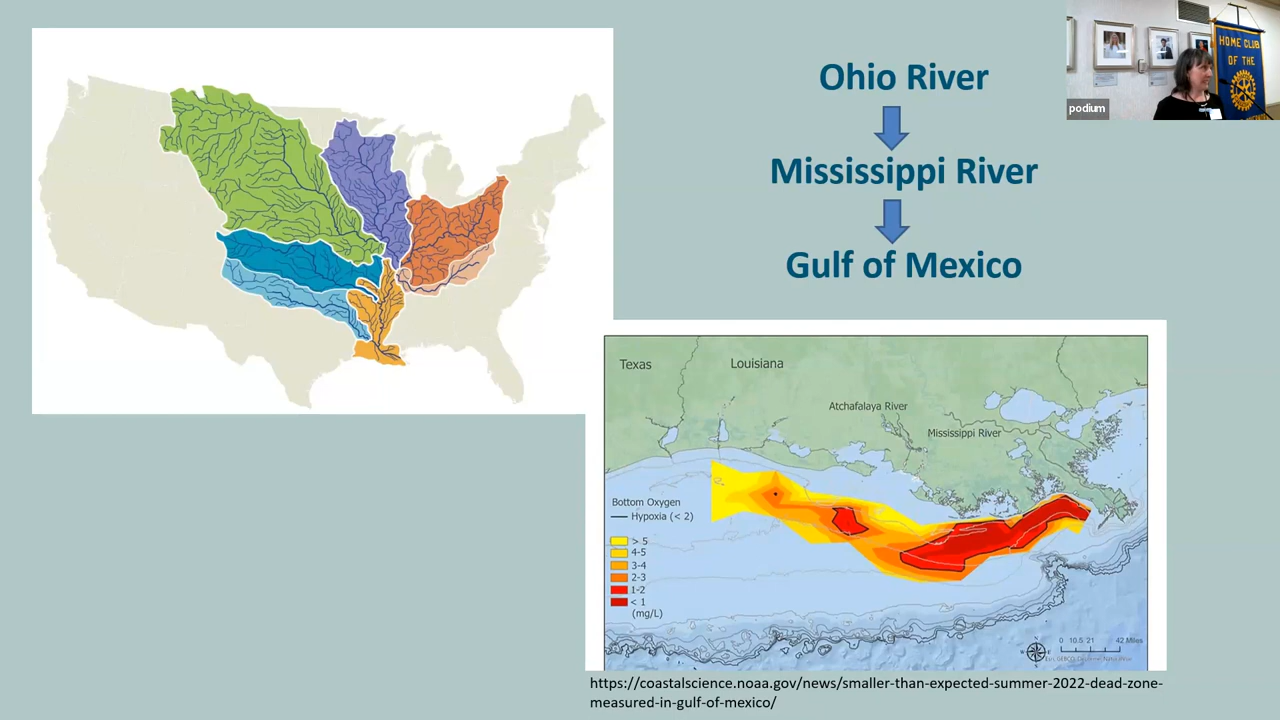 Ohio River
Mississippi River
Gulf of Mexico
HOME CLUB
OF THE
podium
Texas
Louisiana
Atchafalaya River
Mississippi River
Bottom Oxygen
Hypoxia (< 2)
> 5
4-5
3-4
2-3
1-2
< 1
(mg/L)
0 10.5 21 42 Miles
https://coastalscience.noaa.gov/news/smaller-than-expected-summer-2022-dead-zone-
measured-in-gulf-of-mexico/